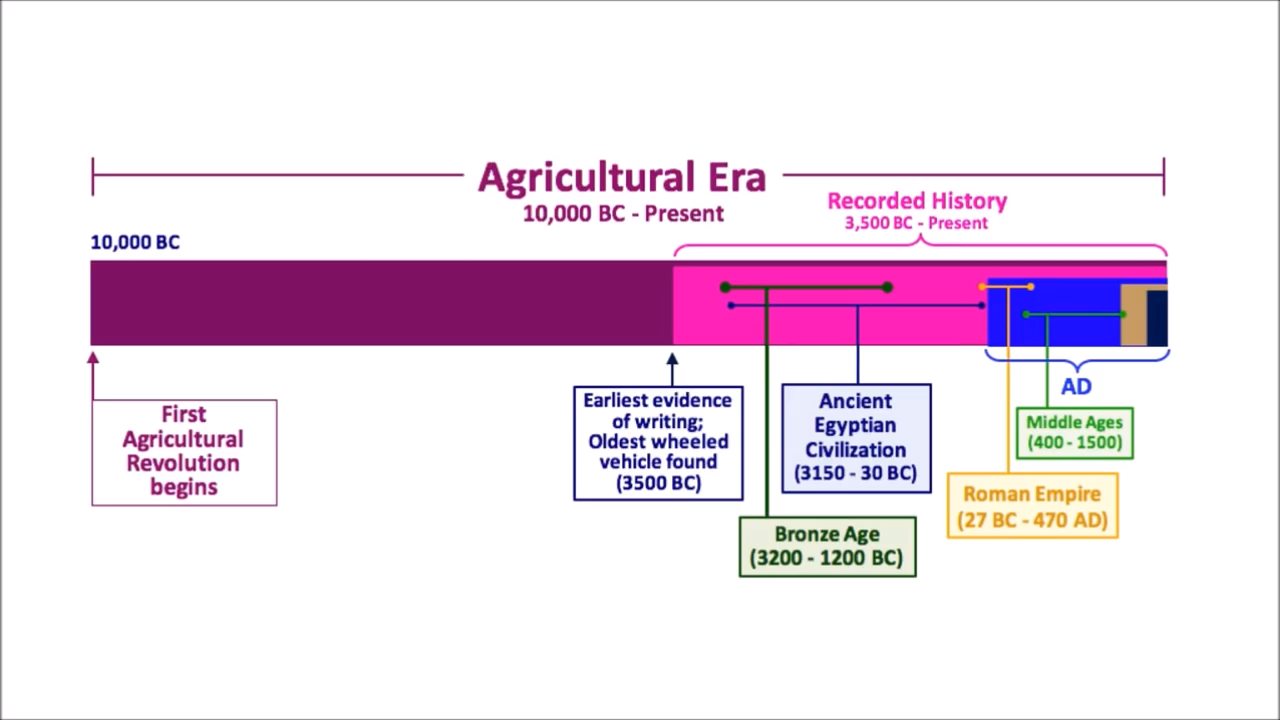 Agricultural Era
10,000 BC - Present
Recorded History
3,500 BC - Present
10,000 BC
First
Agricultural
Revolution
begins
Earliest evidence
of writing;
Oldest wheeled
vehicle found
(3500 BC)
Bronze Age
(3200 - 1200 BC)
Ancient
Egyptian
Civilization
(3150 - 30 BC)
AD
Middle Ages
(400 - 1500)
Roman Empire
(27 BC - 470 AD)